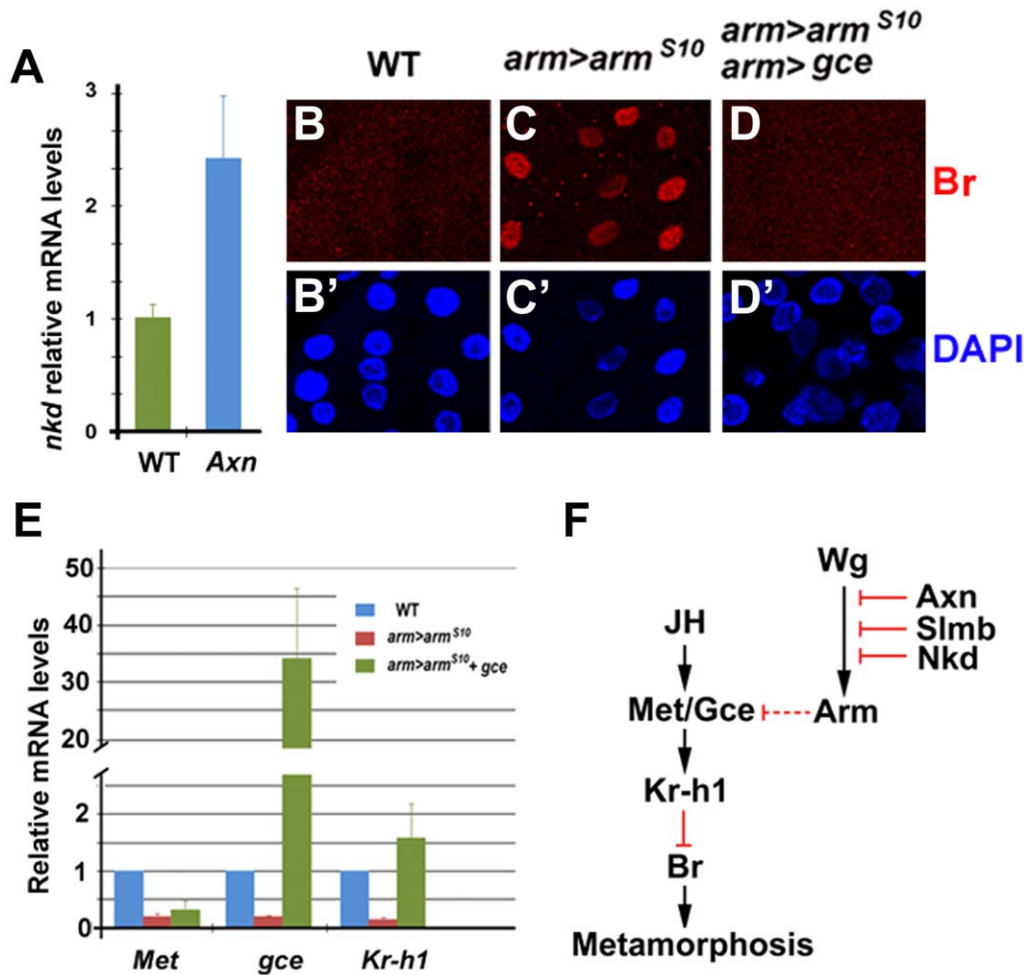 A
WT
arm>arm S10
arm>arm S10
arm> gce
nkd relative mRNA levels
3
2
1
0
WT Axn
B
C
D
Br
B’
C’
D’
DAPI
E
Relative mRNA levels
50
40
30
20
2
1
0
WT
arm>arm S10
arm>arm S10 + gce
Met gce Kr-h1
F
Wg
Axn
Slmb
Nkd
JH
Met/Gce
Arm
Kr-h1
Br
Metamorphosis